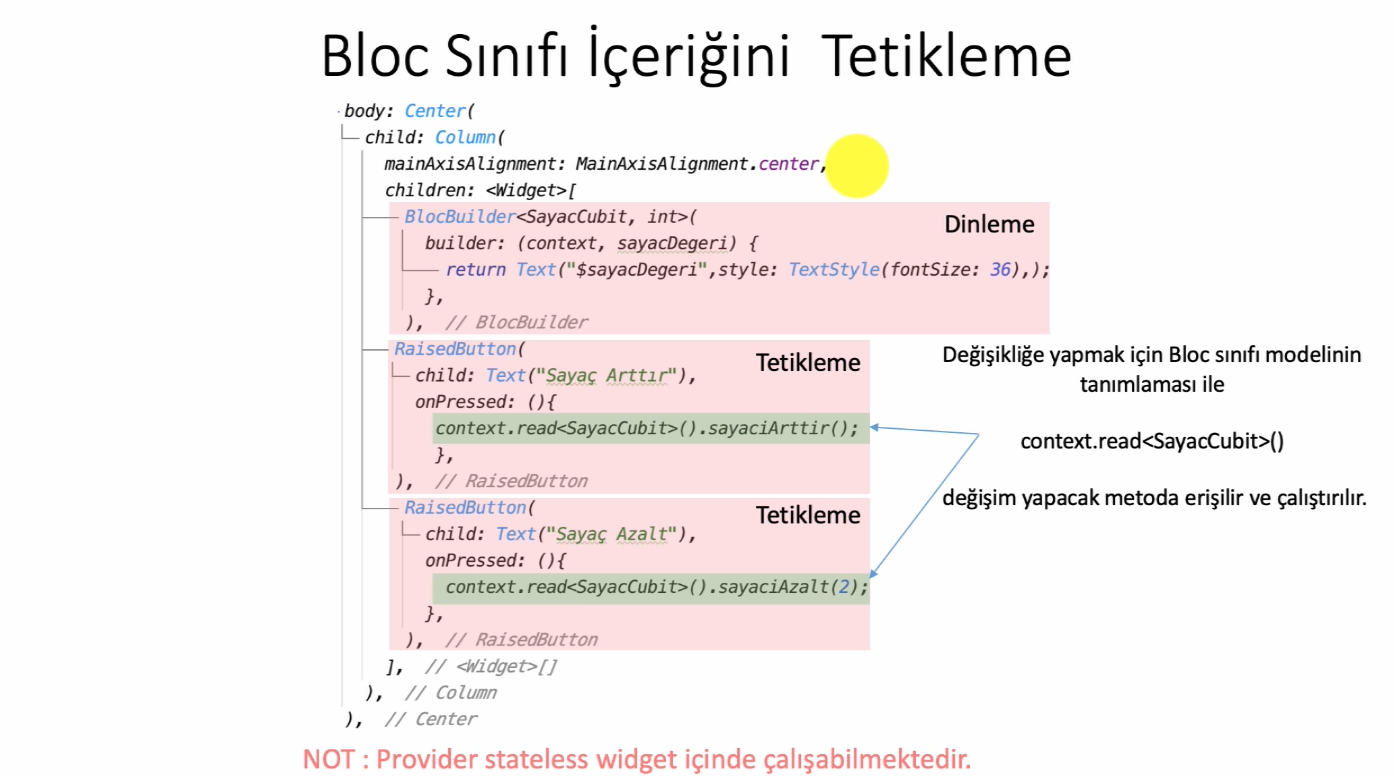 Bloc Sınıfı İçeriğini Tetikleme
body: Center(
child: Column(
mainAxisAlignment: MainAxisAlignment.center,
children: <Widget>[
BlocBuilder<SayacCubit, int>(
Dinleme
builder: (context, sayacDegeri) {
return Text("$sayacDegeri",style: TextStyle(fontSize: 36),);
},
), // BlocBuilder
RaisedButton(
Tetikleme
child: Text("Sayaç Arttır"),
onPressed: (){
context.read<SayacCubit>().sayaciArttir();
},
), // RaisedButton
RaisedButton(
Tetikleme
child: Text("Sayaç Azalt"),
onPressed: (){
context.read<SayacCubit>().sayaciAzalt(2);
},
), // RaisedButton
], // <Widget>[]
), // Column
), // Center
Değişikliğe yapmak için Bloc sınıfı modelinin
tanımlaması ile
context.read<SayacCubit>()
değişim yapacak metoda erişilir ve çalıştırılır.
NOT : Provider stateless widget içinde çalışabilmektedir.